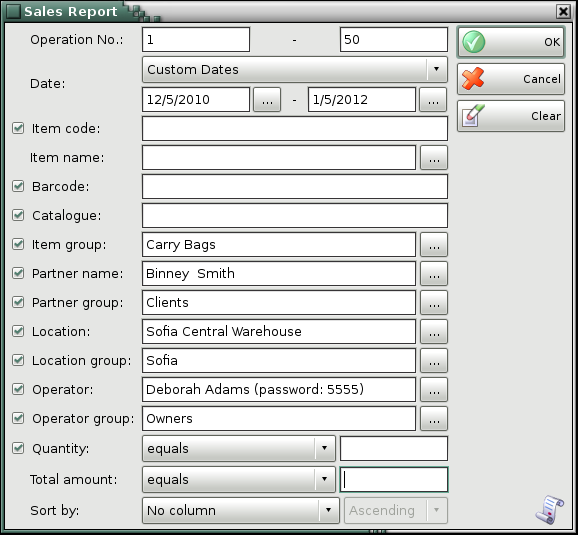 Sales Report
Operation No.: 1 - 50 OK
Custom Dates
Date: Cancel
12/5/2010 ... - 1/5/2012 ...
Clear
Item code:
Item name: ...
Barcode:
Catalogue:
Item group: Carry Bags ...
Partner name: Binney  Smith ...
Partner group: Clients ...
Location: Sofia Central Warehouse ...
Location group: Sofia ...
Operator: Deborah Adams (password: 5555) ...
Operator group: Owners ...
Quantity: equals
Total amount: equals
Sort by: No column Ascending